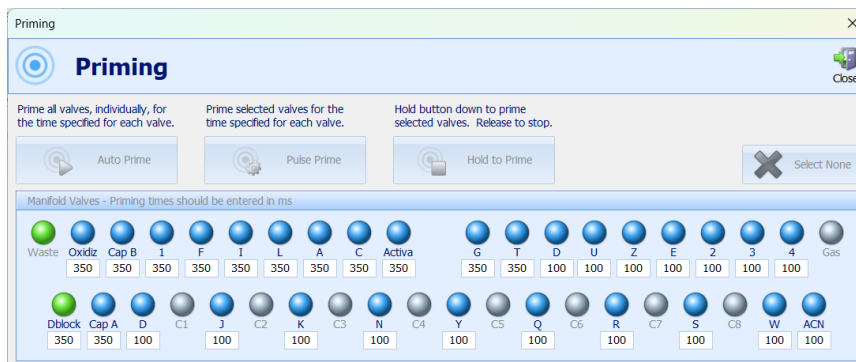 Priming
Priming
Close
Prime all valves, individually, for
the time specified for each valve.
Prime selected valves for the
time specified for each valve.
Hold button down to prime
selected valves. Release to stop.
Auto Prime
Pulse Prime
Hold to Prime
Select None
Manifold Valves - Priming times should be entered in ms
Waste Oxidiz Cap B 1 F I L A C Activa G T D U Z E 2 3 4 Gas
350 350 350 350 350 350 350 350 350 350 350 100 100 100 100 100 100 100
Dblock Cap A D C1 J C2 K C3 N C4 Y C5 Q C6 R C7 S C8 W ACN
350 350 100 100 100 100 100 100 100 100 100 100